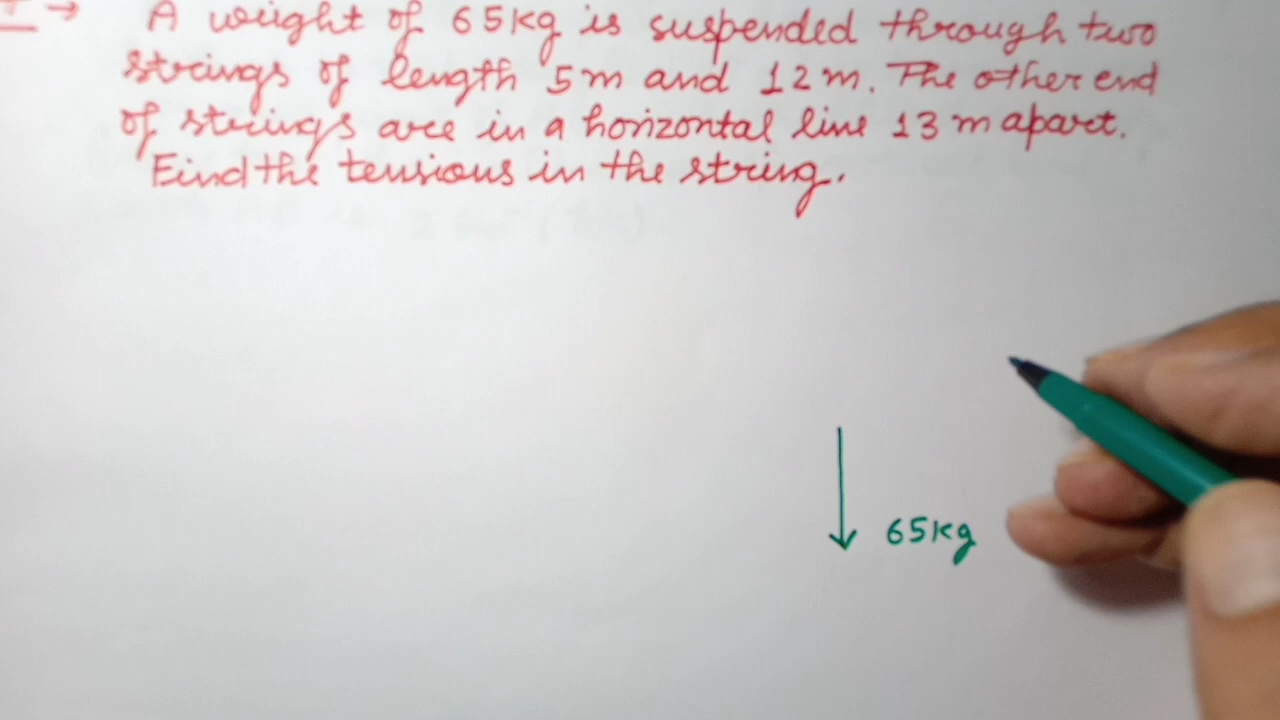 A weight of 65kg is suspended through two
strings of length 5m and 12m. The other end
of strings are in a horizontal line 13 m apart.
Find the tensions in the string.
65kg